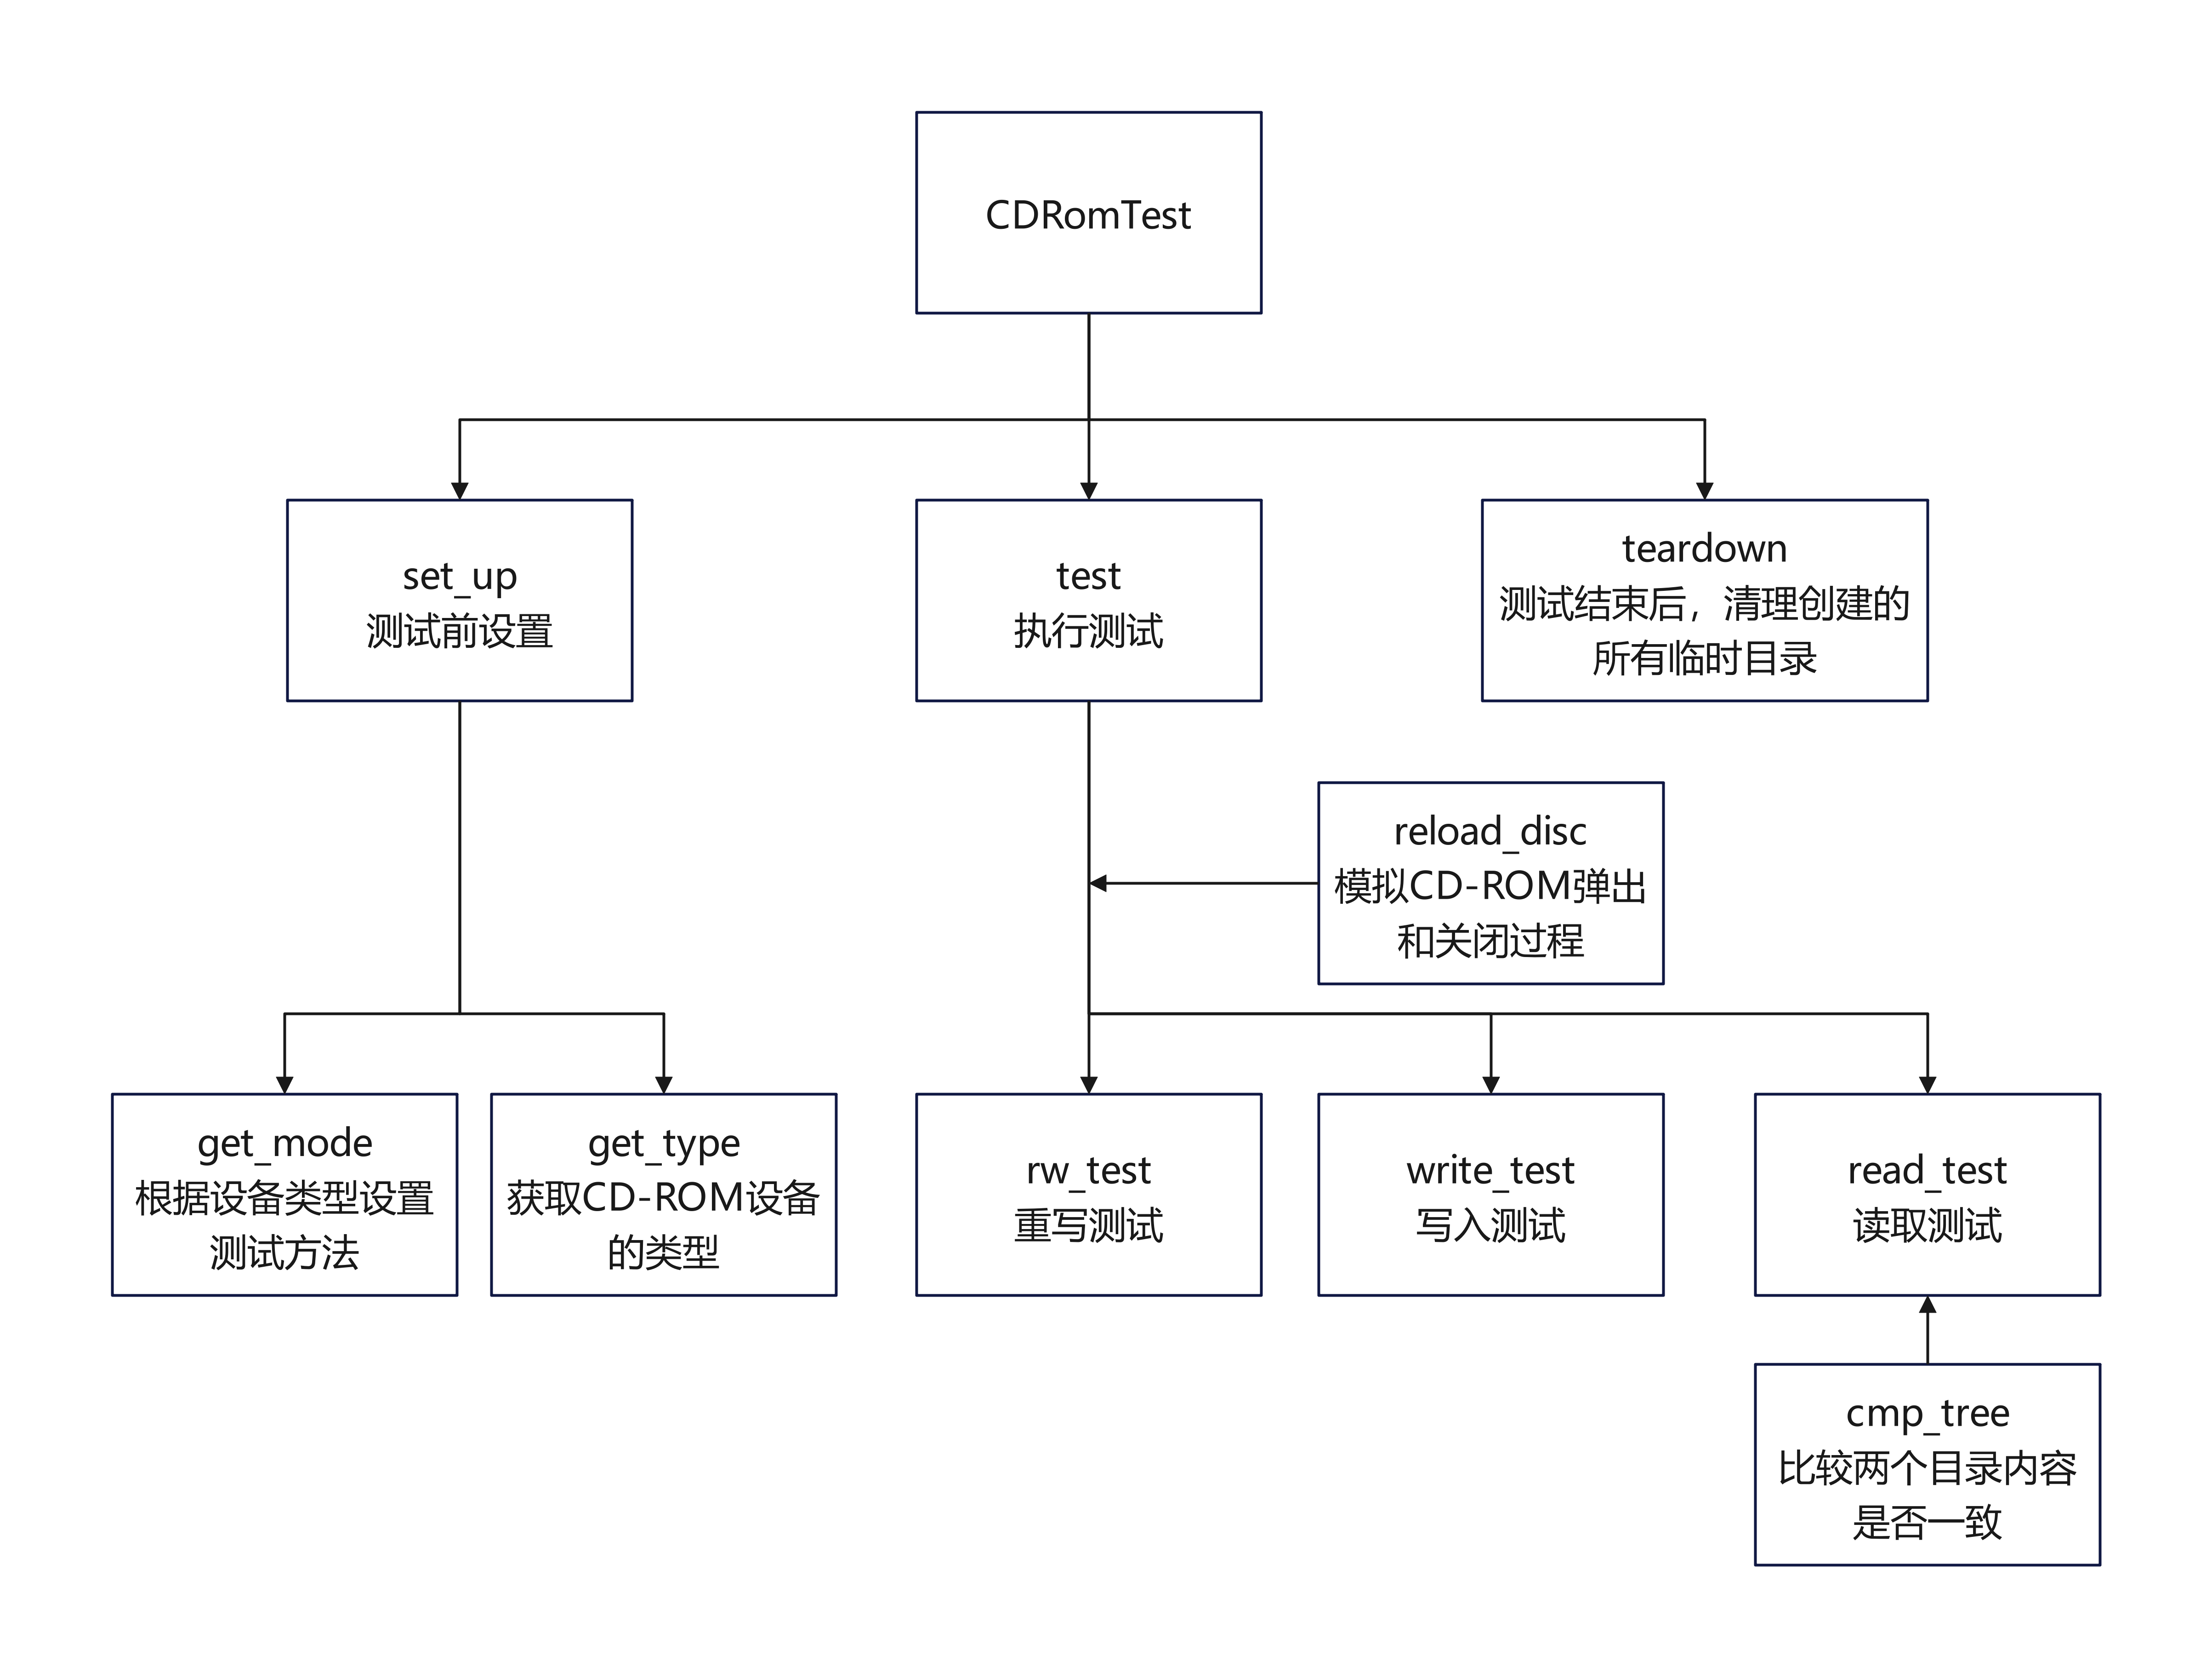 CDRomTest
set_up
测试前设置
test
执行测试
teardown
测试结束后，清理创建的
所有临时目录
reload_disc
模拟CD-ROM弹出
和关闭过程
get_mode
根据设备类型设置
测试方法
get_type
获取CD-ROM设备
的类型
rw_test
重写测试
write_test
写入测试
read_test
读取测试
cmp_tree
比较两个目录内容
是否一致